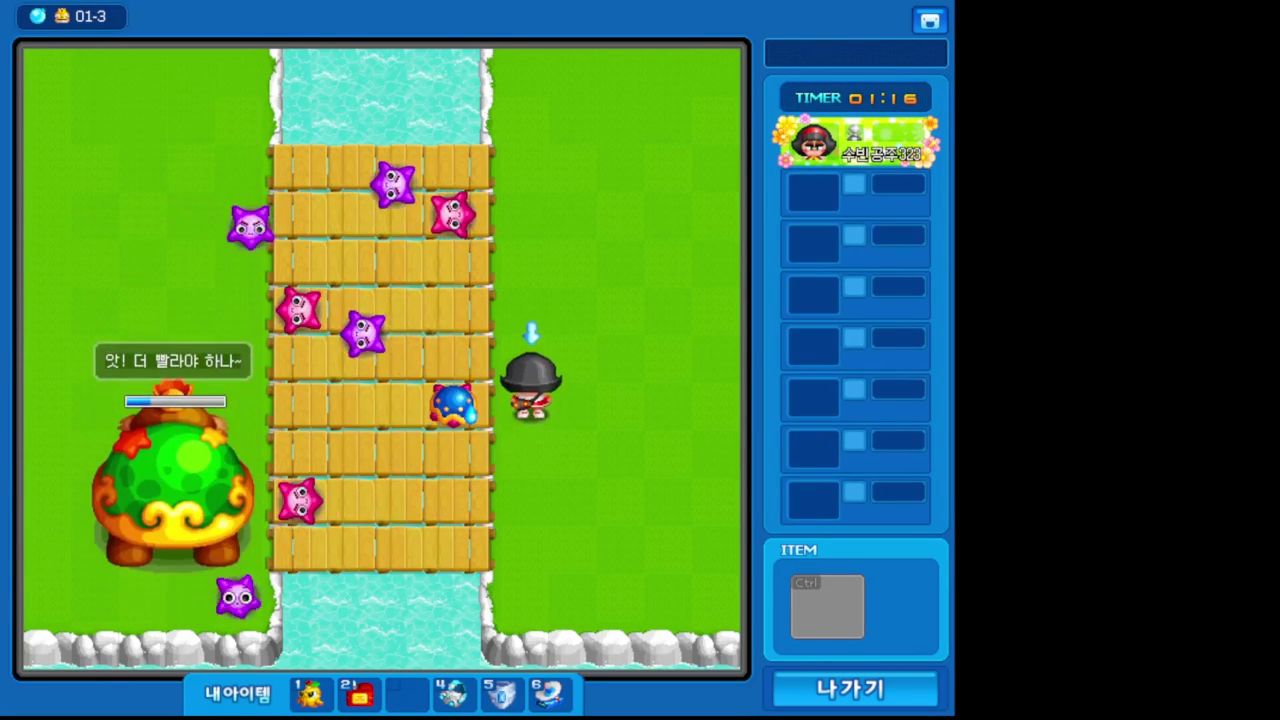 01-3
TIMER 01:16
수빈공주323
앗! 더 빨라야 하나~
ITEM
Ctrl
내 아이템
1
2
4
5
6
나가기